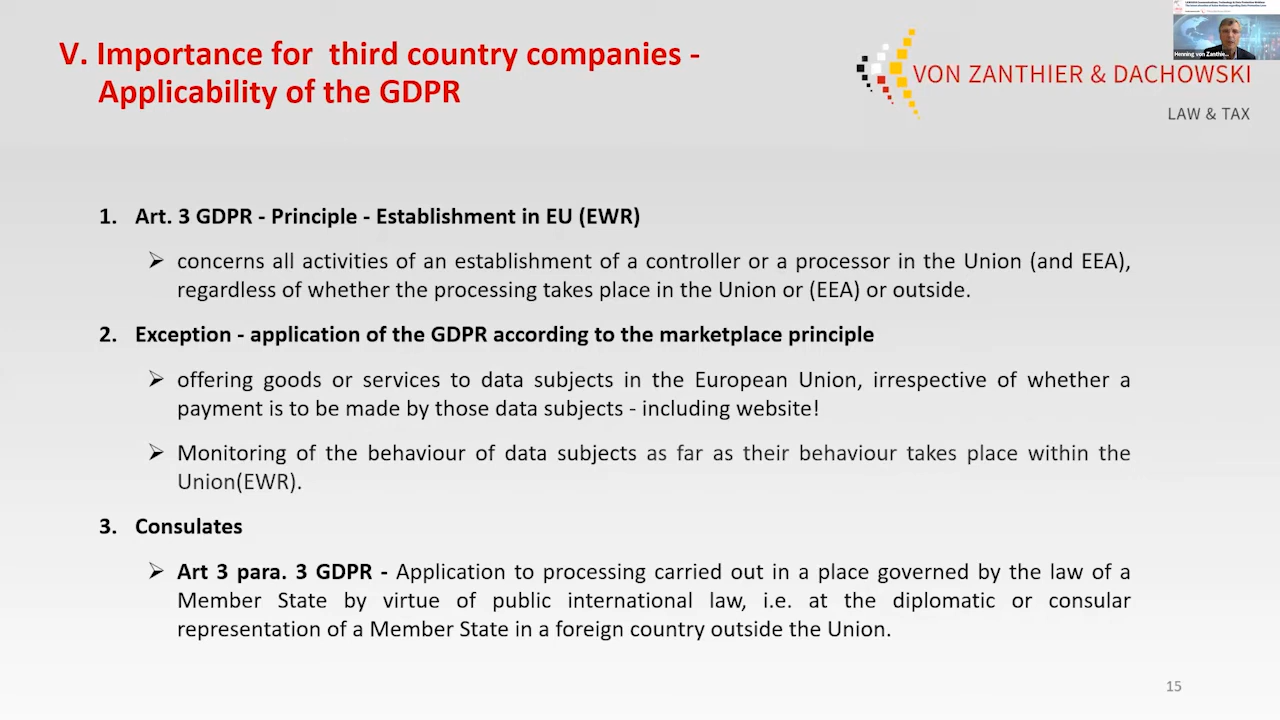 V. Importance for third country companies -
Applicability of the GDPR
VON ZANTHIER & DACHOWSKI
LAW & TAX
Henning von Zanthie...
1. Art. 3 GDPR - Principle - Establishment in EU (EWR)
➢ concerns all activities of an establishment of a controller or a processor in the Union (and EEA),
regardless of whether the processing takes place in the Union or (EEA) or outside.
2. Exception - application of the GDPR according to the marketplace principle
➢ offering goods or services to data subjects in the European Union, irrespective of whether a
payment is to be made by those data subjects - including website!
➢ Monitoring of the behaviour of data subjects as far as their behaviour takes place within the
Union(EWR).
3. Consulates
➢ Art 3 para. 3 GDPR - Application to processing carried out in a place governed by the law of a
Member State by virtue of public international law, i.e. at the diplomatic or consular
representation of a Member State in a foreign country outside the Union.
15